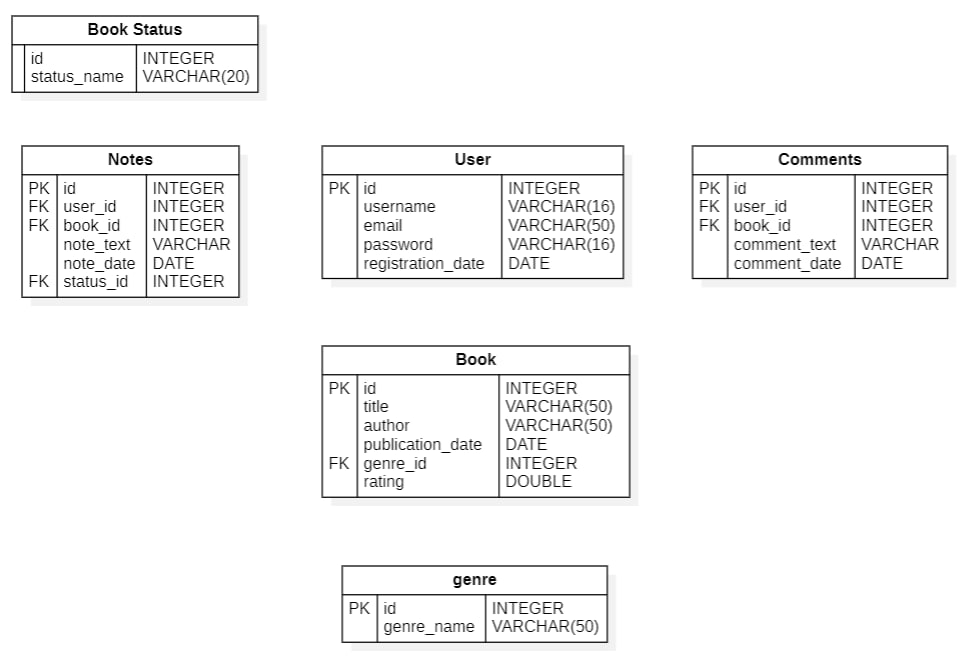 Book Status
id INTEGER
status_name VARCHAR(20)
Notes
PK id INTEGER
FK user_id INTEGER
FK book_id INTEGER
note_text VARCHAR
note_date DATE
FK status_id INTEGER
User
PK id INTEGER
username VARCHAR(16)
email VARCHAR(50)
password VARCHAR(16)
registration_date DATE
Comments
PK id INTEGER
FK user_id INTEGER
FK book_id INTEGER
comment_text VARCHAR
comment_date DATE
Book
PK id INTEGER
title VARCHAR(50)
author VARCHAR(50)
publication_date DATE
FK genre_id INTEGER
rating DOUBLE
genre
PK id INTEGER
genre_name VARCHAR(50)